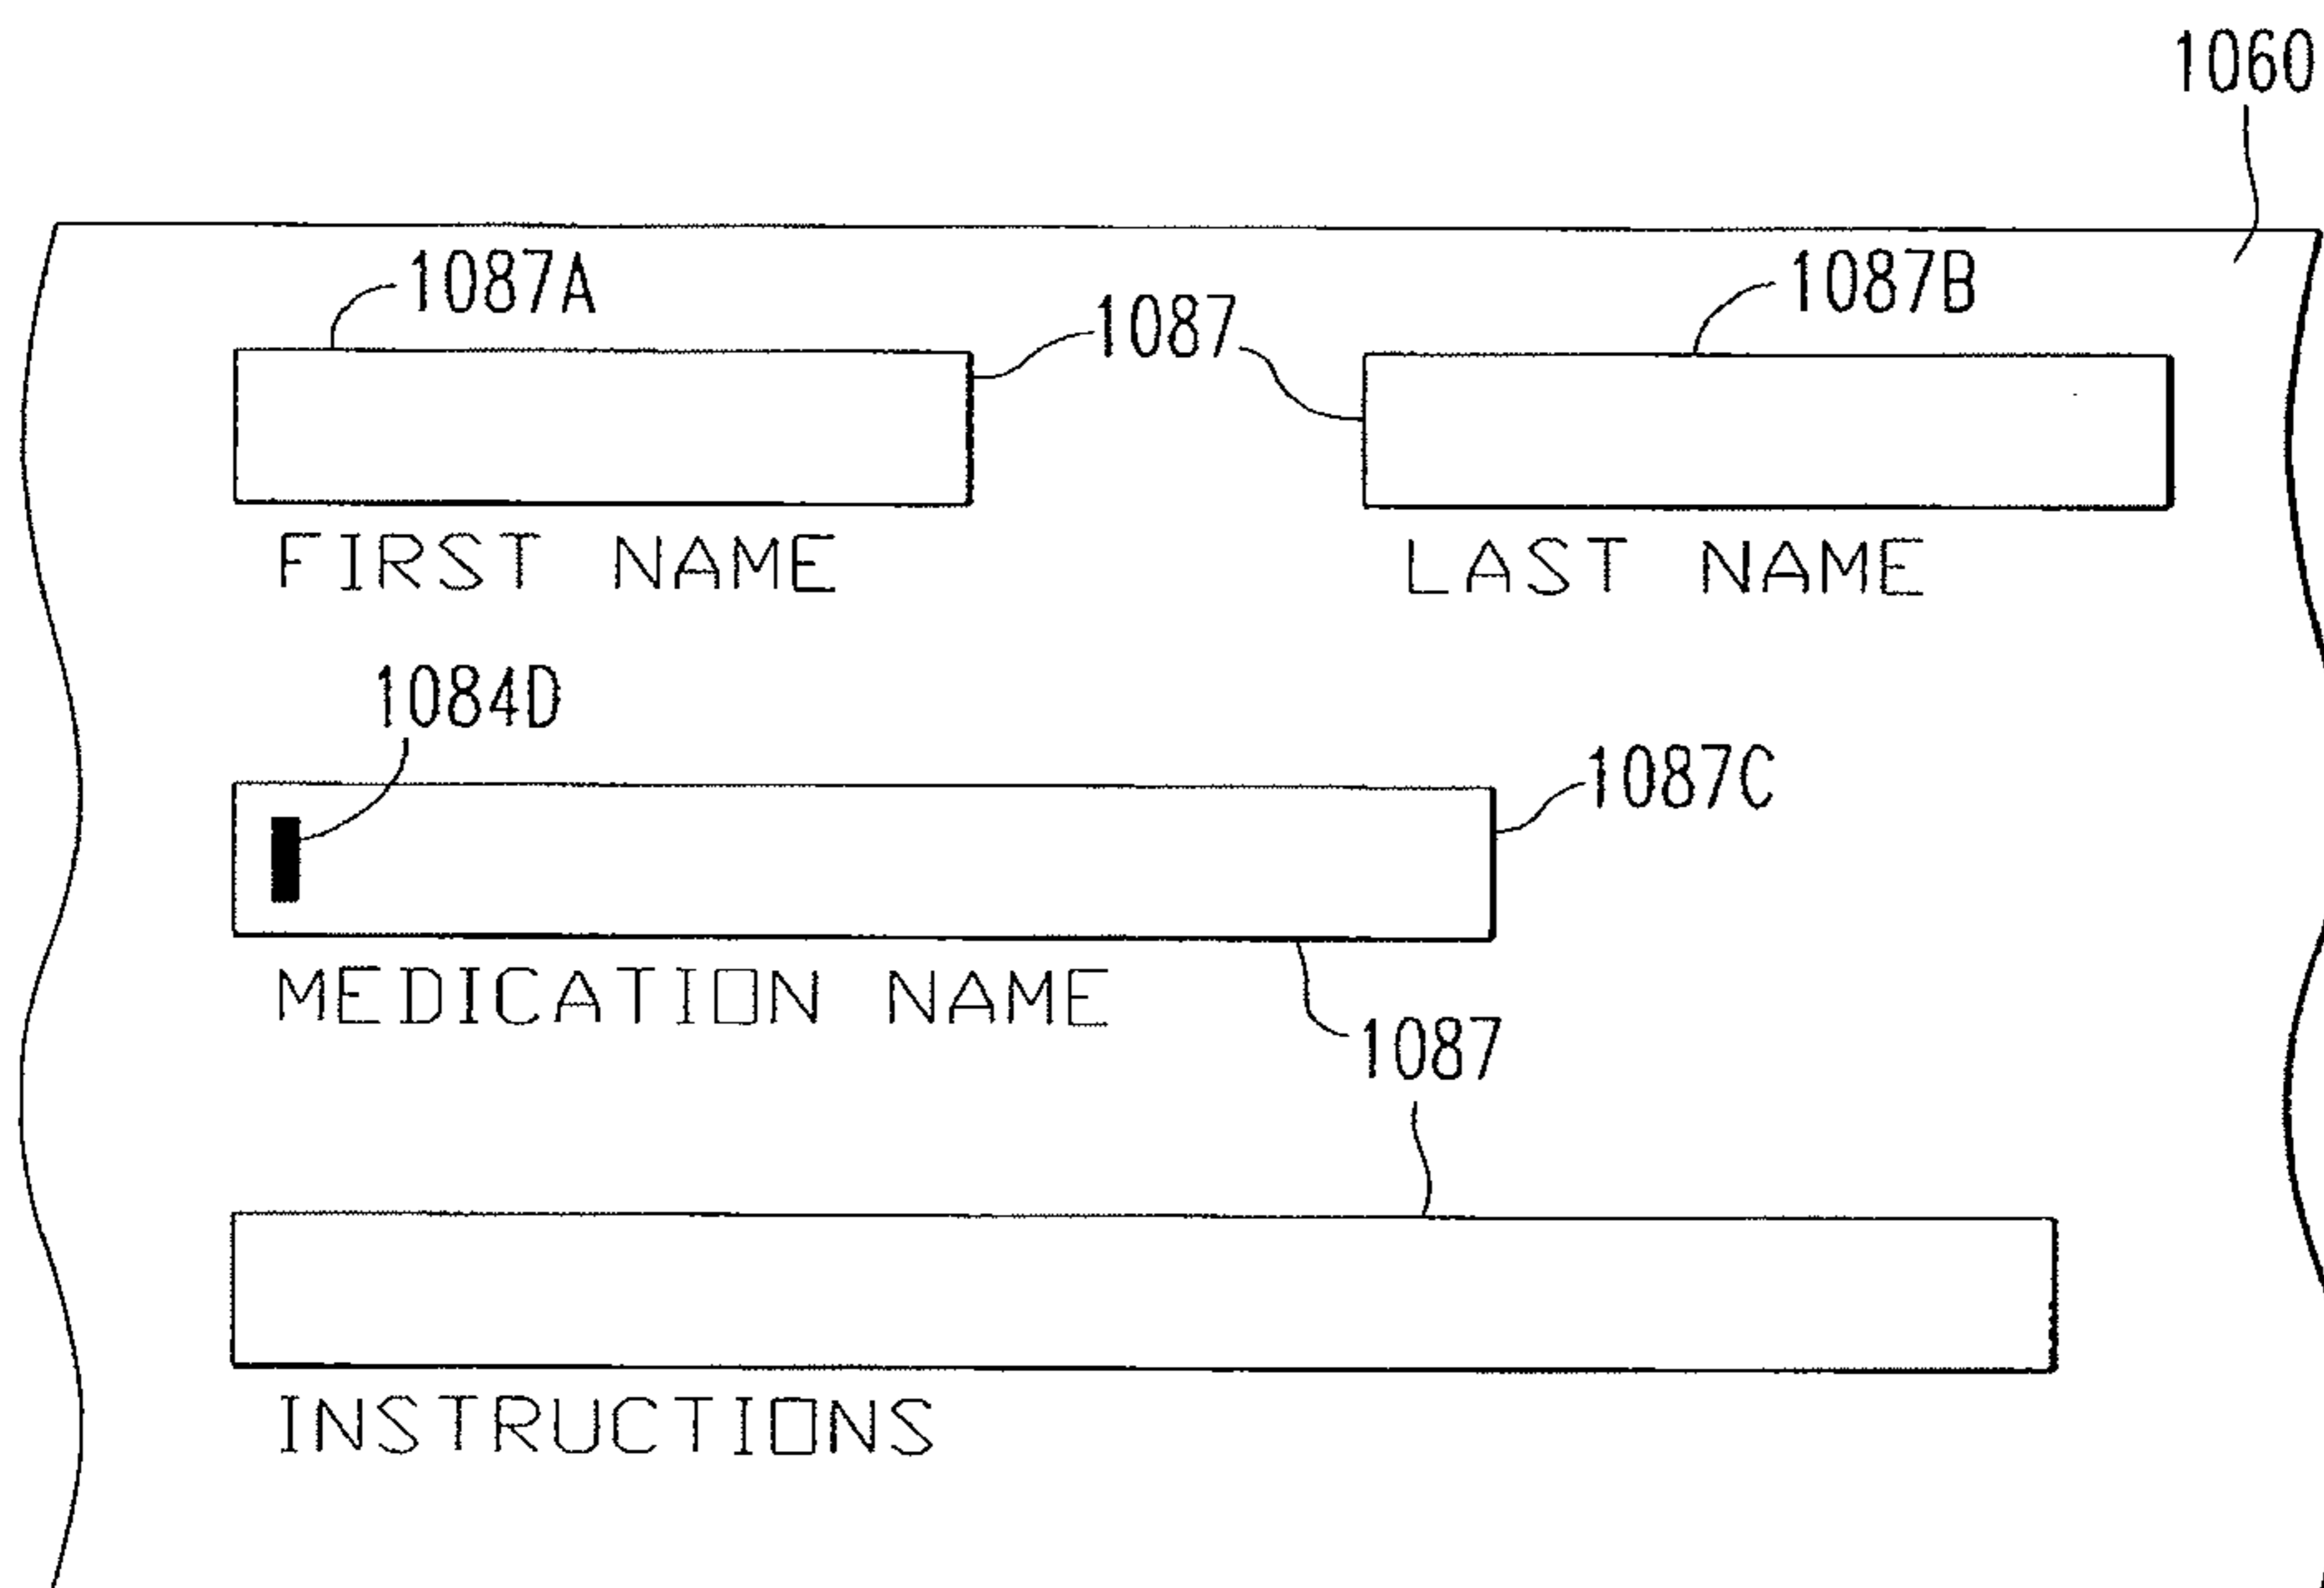 1060
1087A
1087
1087B
FIRST NAME
LAST NAME
1084D
1087C
MEDICATION NAME
1087
INSTRUCTIONS